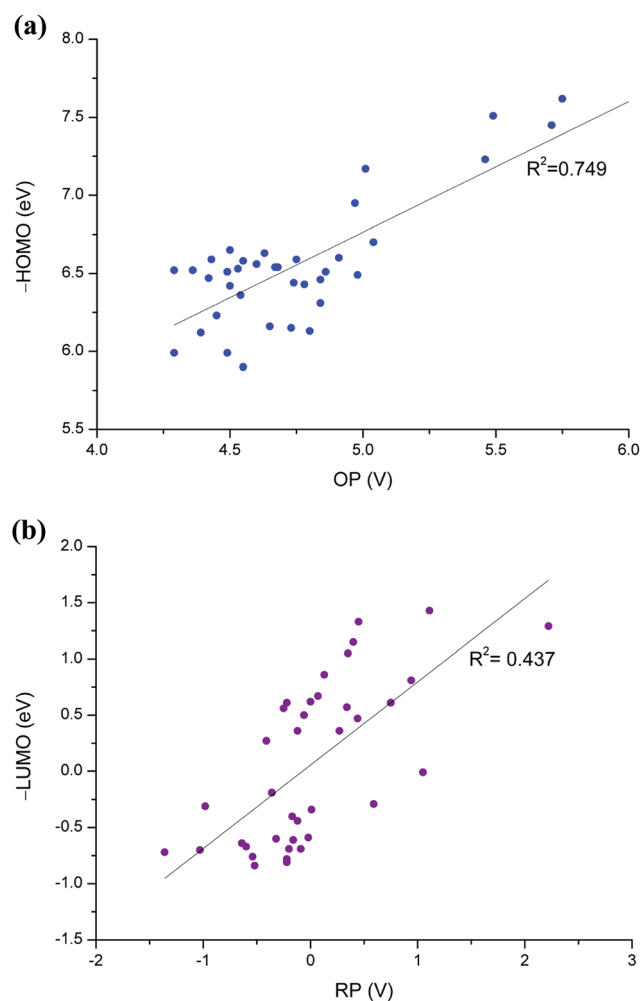 (a)
8.0
7.5
7.0
6.5
6.0
5.5
−HOMO (eV)
R²=0.749
4.0 4.5 5.0 5.5 6.0
OP (V)
(b)
2.0
1.5
1.0
0.5
0.0
-0.5
-1.0
-1.5
−LUMO (eV)
R²= 0.437
-2 -1 0 1 2 3
RP (V)